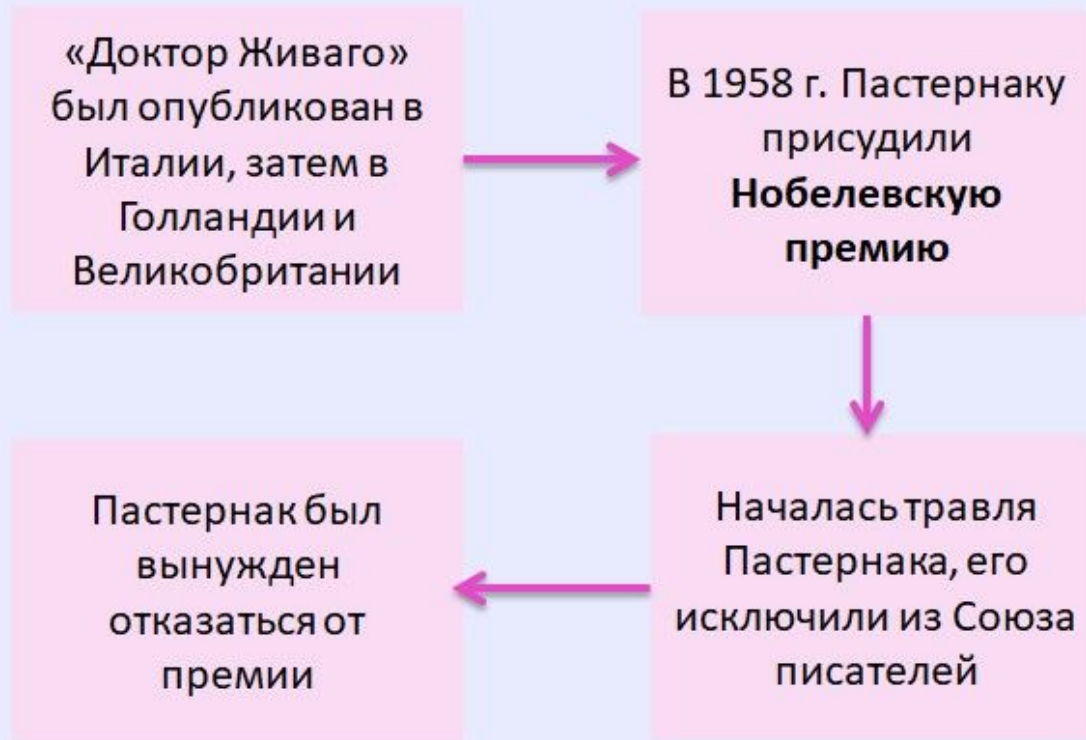 «Доктор Живаго»
был опубликован в
Италии, затем в
Голландии и
Великобритании
В 1958 г. Пастернаку
присудили
Нобелевскую
премию
Началась травля
Пастернака, его
исключили из Союза
писателей
Пастернак был
вынужден
отказаться от
премии